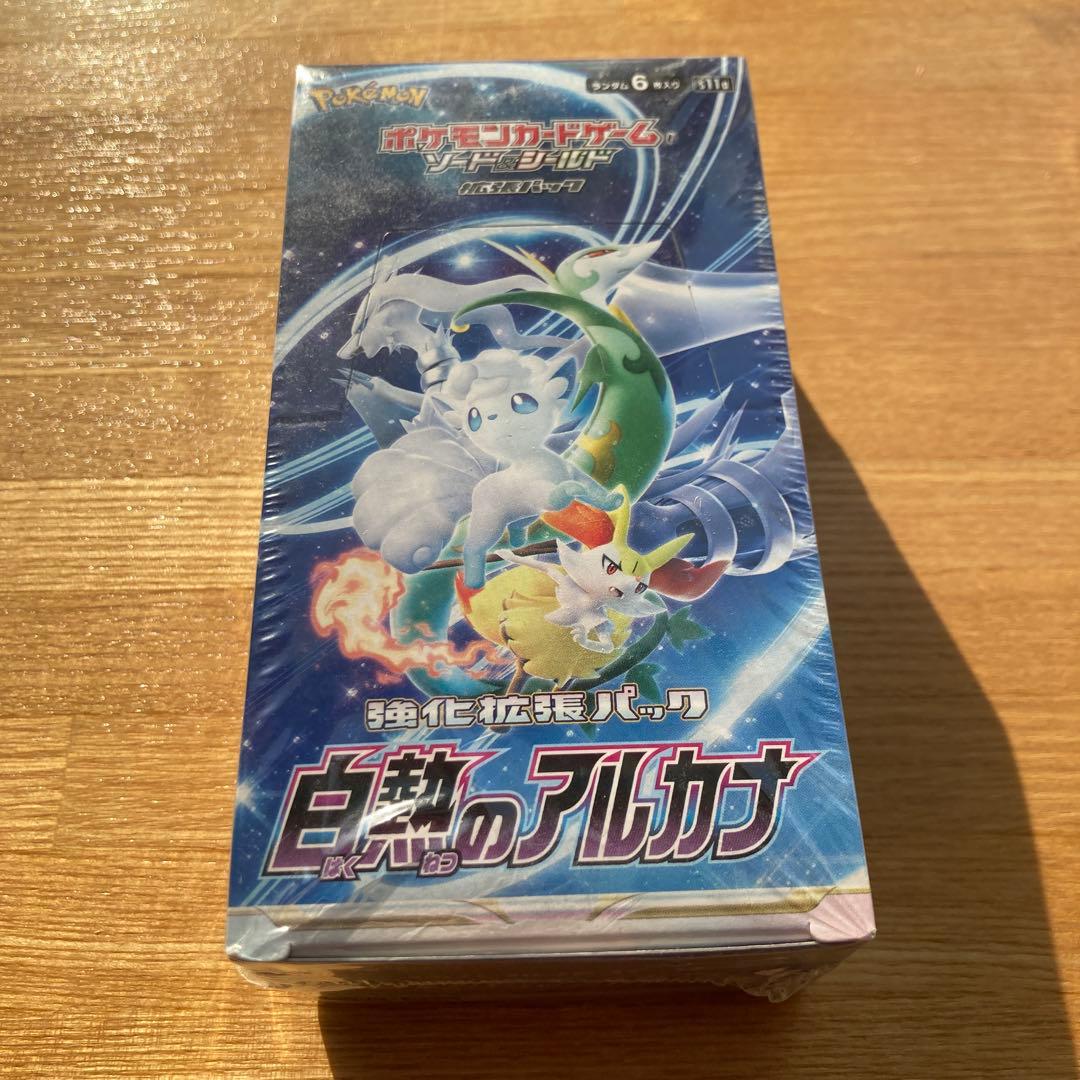 POKÉMON
ランダム6枚入り S11a
ポケモンカードゲーム
ソード&シールド
拡張パック
強化拡張パック
白熱のアルカナ
はく ねつ